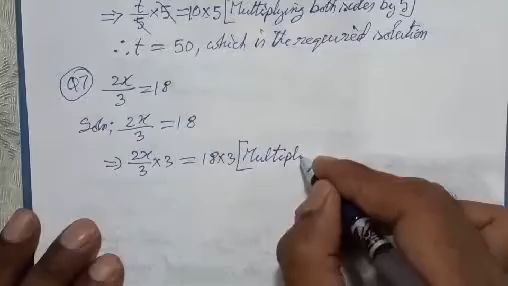 ⇒ t/5 × 5 = 10 × 5 [Multiplying both sides by 5]
∴ t = 50, which is the required solution
Q7 2x/3 = 18
Soln: 2x/3 = 18
⇒ 2x/3 × 3 = 18 × 3 [Multipl